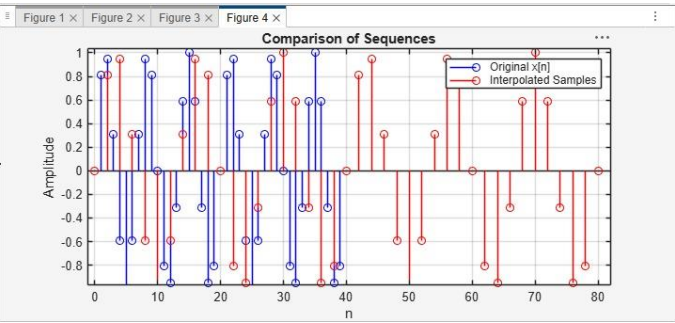 Figure 1 × Figure 2 × Figure 3 × Figure 4 ×
Comparison of Sequences
Original x[n]
Interpolated Samples
1
0.8
0.6
0.4
0.2
0
-0.2
-0.4
-0.6
-0.8
Amplitude
0 10 20 30 40 50 60 70 80
n